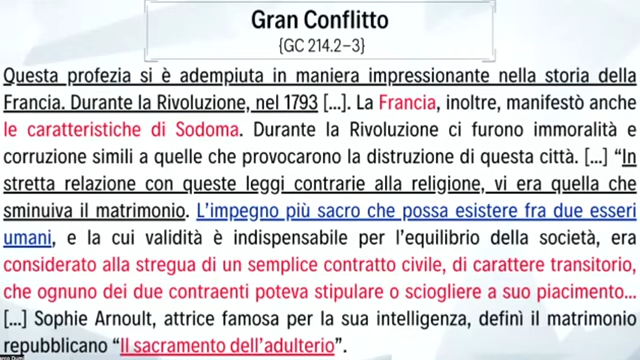 Gran Conflitto
{GC 214.2–3}
Questa profezia si è adempiuta in maniera impressionante nella storia della
Francia. Durante la Rivoluzione, nel 1793 [...]. La Francia, inoltre, manifestò anche
le caratteristiche di Sodoma. Durante la Rivoluzione ci furono immoralità e
corruzione simili a quelle che provocarono la distruzione di questa città. [...] “In
stretta relazione con queste leggi contrarie alla religione, vi era quella che
sminuiva il matrimonio. L’impegno più sacro che possa esistere fra due esseri
umani, e la cui validità è indispensabile per l’equilibrio della società, era
considerato alla stregua di un semplice contratto civile, di carattere transitorio,
che ognuno dei due contraenti poteva stipulare o sciogliere a suo piacimento...
[...] Sophie Arnoult, attrice famosa per la sua intelligenza, definì il matrimonio
repubblicano “Il sacramento dell’adulterio”.